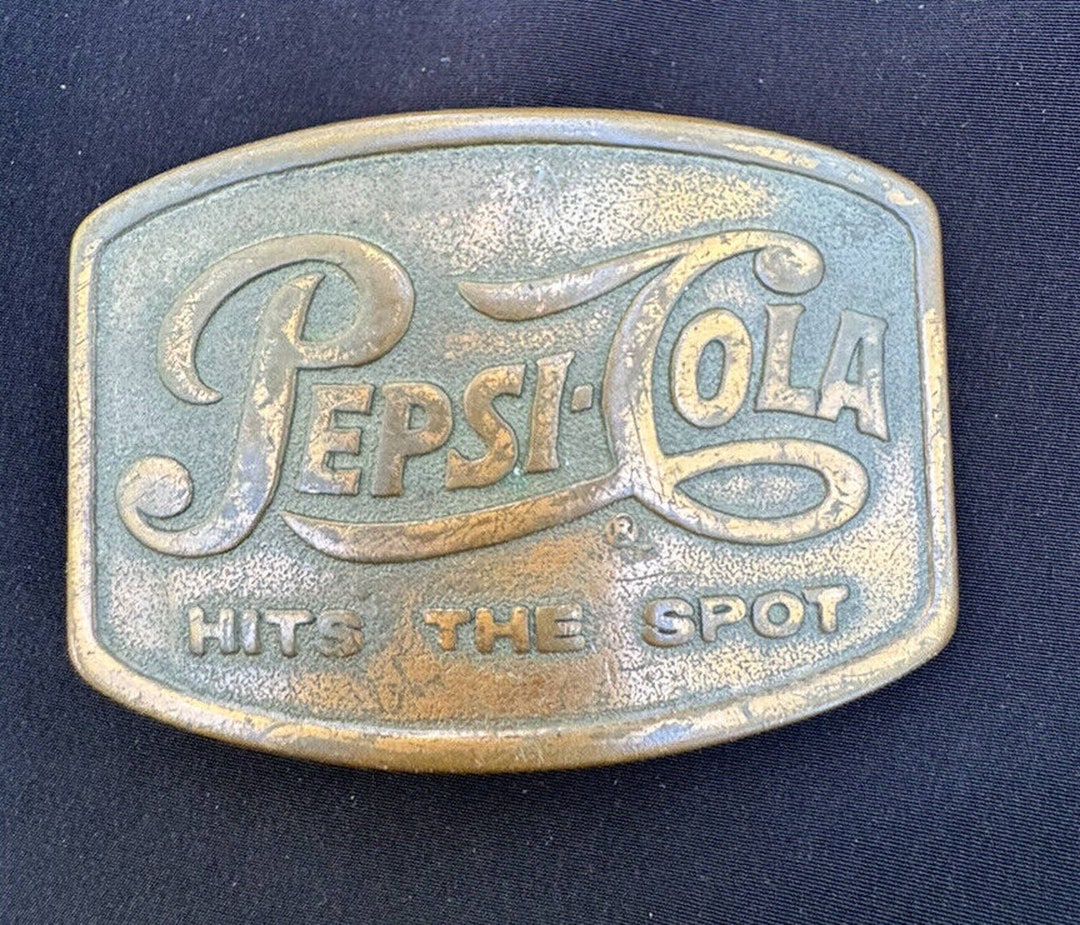 PEPSI-COLA
®
HITS THE SPOT